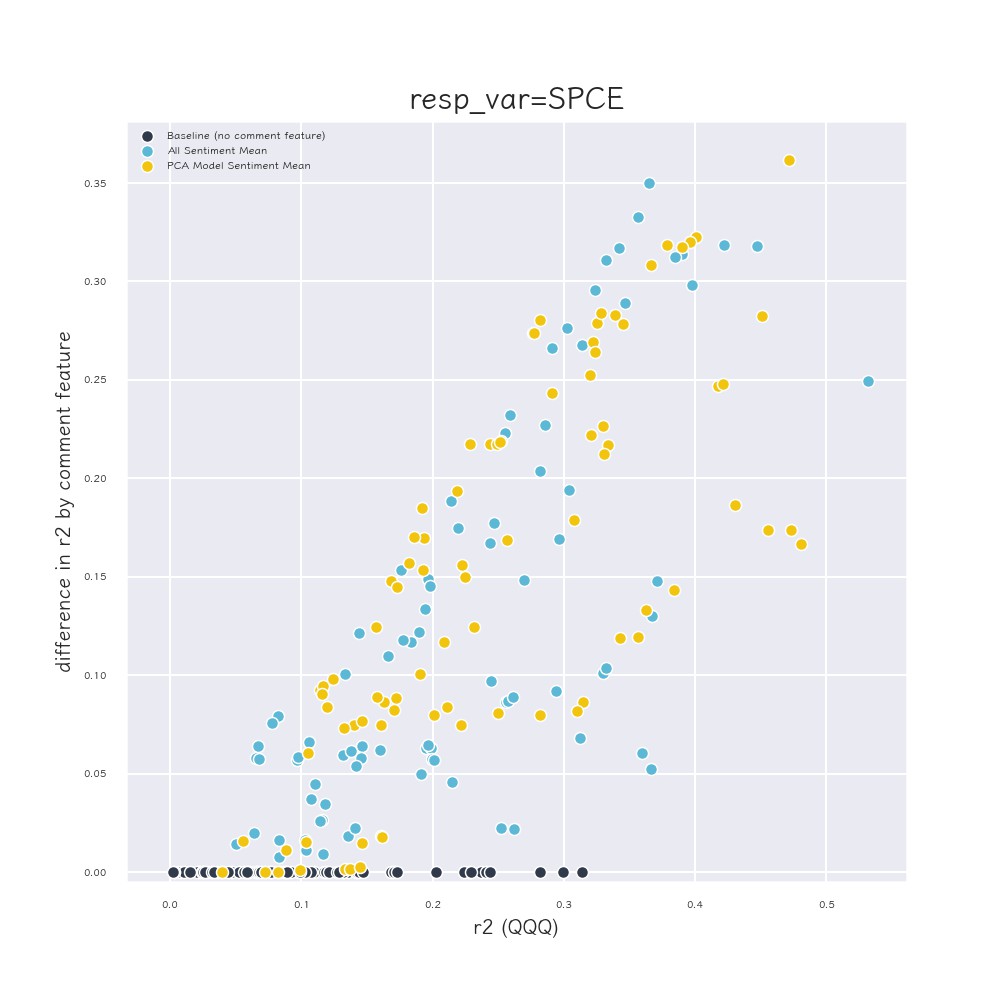 resp_var=SPCE
Baseline (no comment feature)
All Sentiment Mean
PCA Model Sentiment Mean
difference in r2 by comment feature
0.35
0.30
0.25
0.20
0.15
0.10
0.05
0.00
0.0 0.1 0.2 0.3 0.4 0.5
r2 (QQQ)